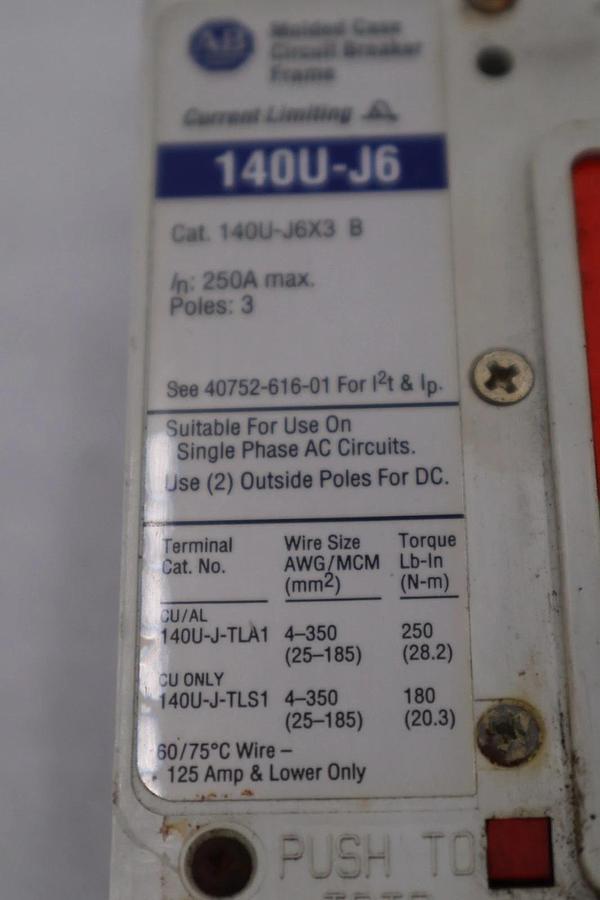 AB
Molded Case
Circuit Breaker
Frame
Current Limiting
140U-J6
Cat. 140U-J6X3 B
In: 250A max.
Poles: 3
See 40752-616-01 For I²t & Ip.
Suitable For Use On
Single Phase AC Circuits.
Use (2) Outside Poles For DC.
Terminal Wire Size Torque
Cat. No. AWG/MCM Lb-In
(mm²) (N-m)
CU/AL
140U-J-TLA1 4–350 250
(25–185) (28.2)
CU ONLY
140U-J-TLS1 4–350 180
(25–185) (20.3)
60/75°C Wire –
125 Amp & Lower Only
PUSH TO